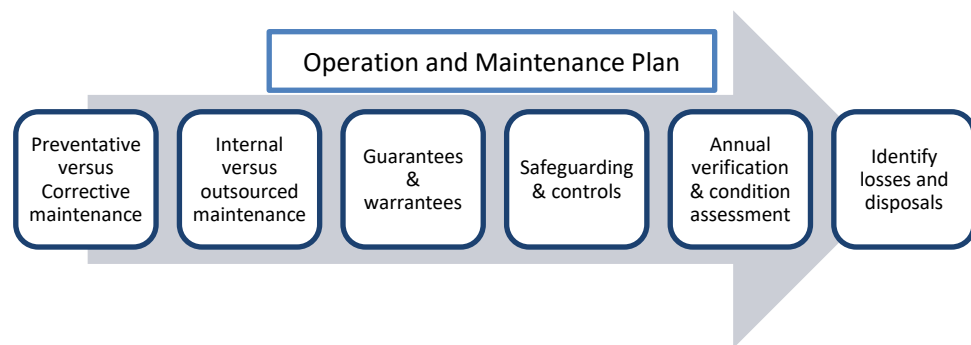 Operation and Maintenance Plan
Preventative
versus
Corrective
maintenance
Internal
versus
outsourced
maintenance
Guarantees
&
warrantees
Safeguarding
& controls
Annual
verification
& condition
assessment
Identify
losses and
disposals